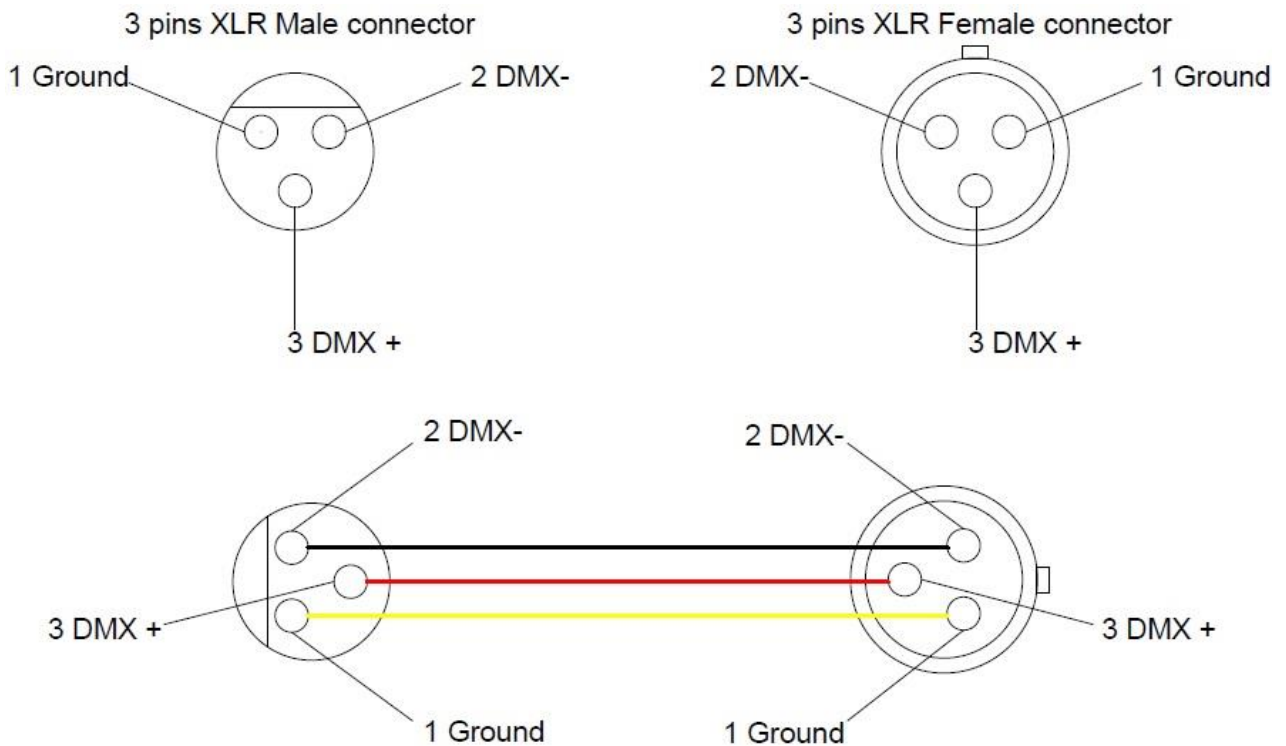 3 pins XLR Male connector
3 pins XLR Female connector
1 Ground
2 DMX-
2 DMX-
1 Ground
3 DMX +
3 DMX +
2 DMX-
2 DMX-
3 DMX +
3 DMX +
1 Ground
1 Ground